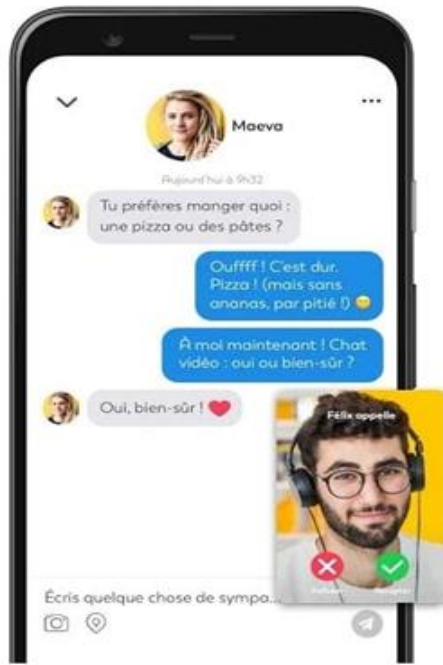 Maeva
Aujourd'hui à 9h32
Tu préfères manger quoi :
une pizza ou des pâtes ?
Ouffff ! C'est dur.
Pizza ! (mais sans
ananas, par pitié !)
À moi maintenant ! Chat
vidéo : oui ou bien-sûr ?
Oui, bien-sûr !
Félix appelle
Écris quelque chose de sympa...